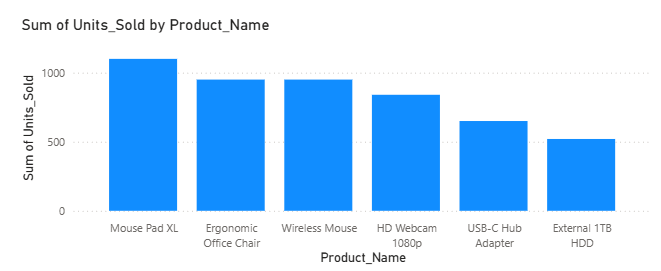 Sum of Units_Sold by Product_Name
Sum of Units_Sold
1000
500
0
Mouse Pad XL
Ergonomic
Office Chair
Wireless Mouse
HD Webcam
1080p
USB-C Hub
Adapter
External 1TB
HDD
Product_Name